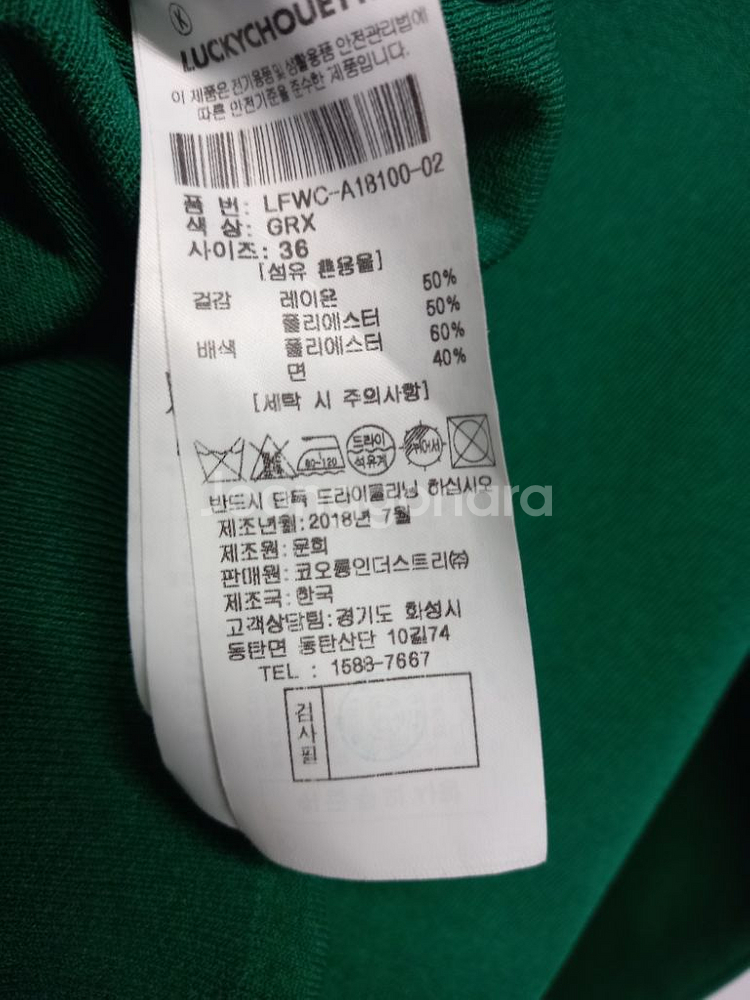 K
LUCKYCHOUETTE
이 제품은 전기용품및 생활용품 안전관리법에
따른 안전기준을 준수한 제품입니다.
품 번: LFWC-A18100-02
색 상: GRX
사이즈: 36
[섬유 혼용율]
겉감 레이온 50%
폴리에스터 50%
배색 폴리에스터 60%
면 40%
[세탁 시 주의사항]
80-120 드라이 뉘어서
석유계
반드시 단독 드라이클리닝 하십시오
제조년월:2018년 월
제조원:문희
판매원:코오롱인더스트리㈜
제조국:한국
고객상담팀:경기도 화성시
동탄면 동탄산단 10길74
TEL : 1588-7667
검사필
Joonggonara